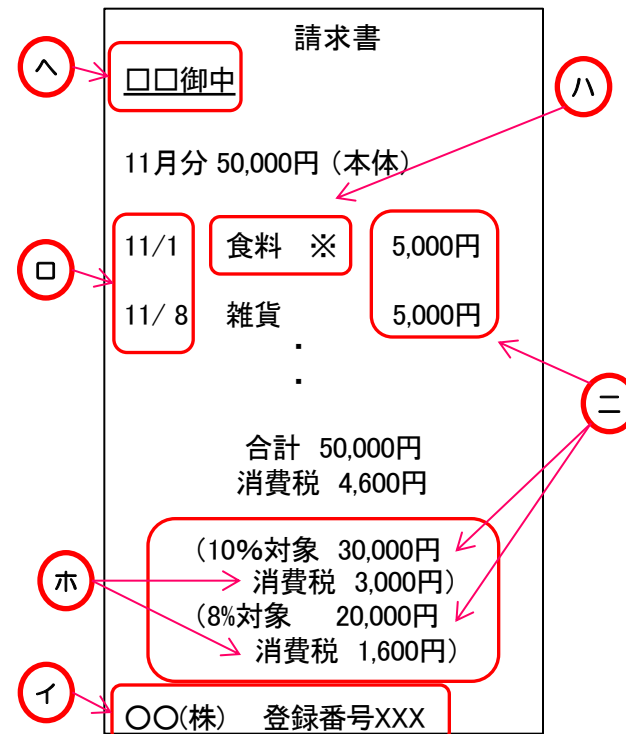 請求書
ヘ
□□御中
ハ
11月分 50,000円（本体）
11/1 食料 ※ 5,000円
ロ
11/ 8 雑貨 5,000円
・
・
ニ
合計 50,000円
消費税 4,600円
（10%対象 30,000円
ホ
消費税 3,000円）
（8%対象 20,000円
消費税 1,600円）
イ
○○(株) 登録番号XXX